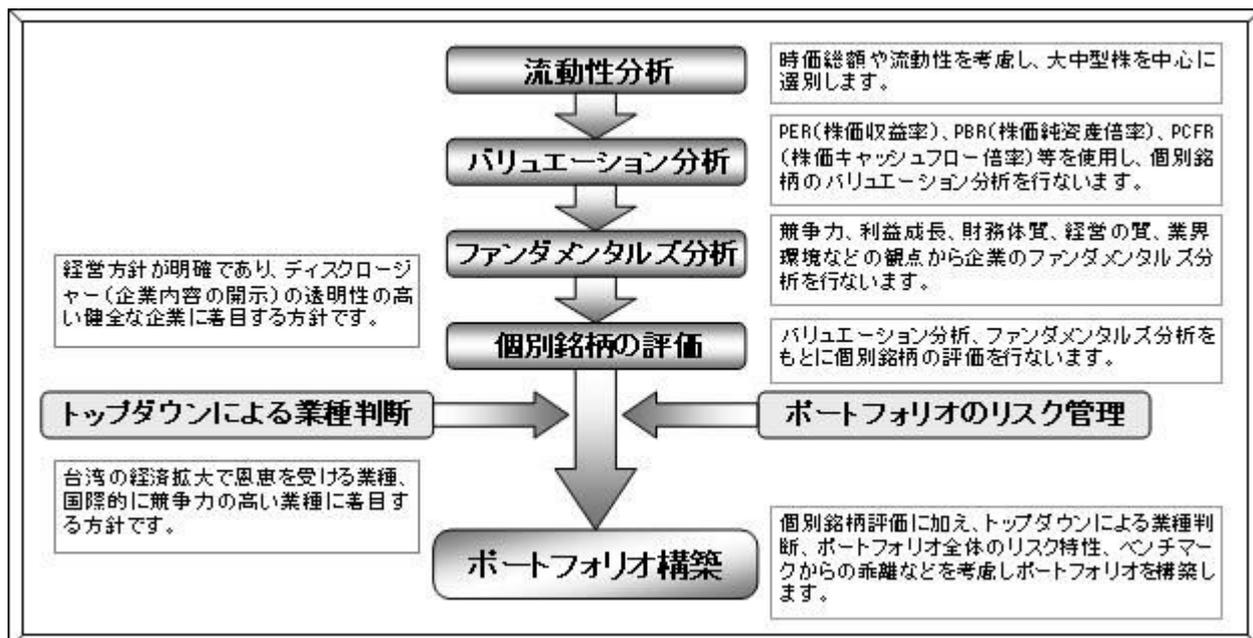 流動性分析
時価総額や流動性を考慮し、大中型株を中心に
選別します。
バリュエーション分析
PER(株価収益率)、PBR(株価純資産倍率)、PCFR
(株価キャッシュフロー倍率)等を使用し、個別銘
柄のバリュエーション分析を行ないます。
ファンダメンタルズ分析
競争力、利益成長、財務体質、経営の質、業界
環境などの観点から企業のファンダメンタルズ分
析を行ないます。
経営方針が明確であり、ディスクロージ
ャー(企業内容の開示)の透明性の高
い健全な企業に着目する方針です。
個別銘柄の評価
バリュエーション分析、ファンダメンタルズ分析を
もとに個別銘柄の評価を行ないます。
トップダウンによる業種判断
ポートフォリオのリスク管理
台湾の経済拡大で恩恵を受ける業種、
国際的に競争力の高い業種に着目す
る方針です。
ポートフォリオ構築
個別銘柄評価に加え、トップダウンによる業種判
断、ポートフォリオ全体のリスク特性、ベンチマー
クからの乖離などを考慮しポートフォリオを構築し
ます。